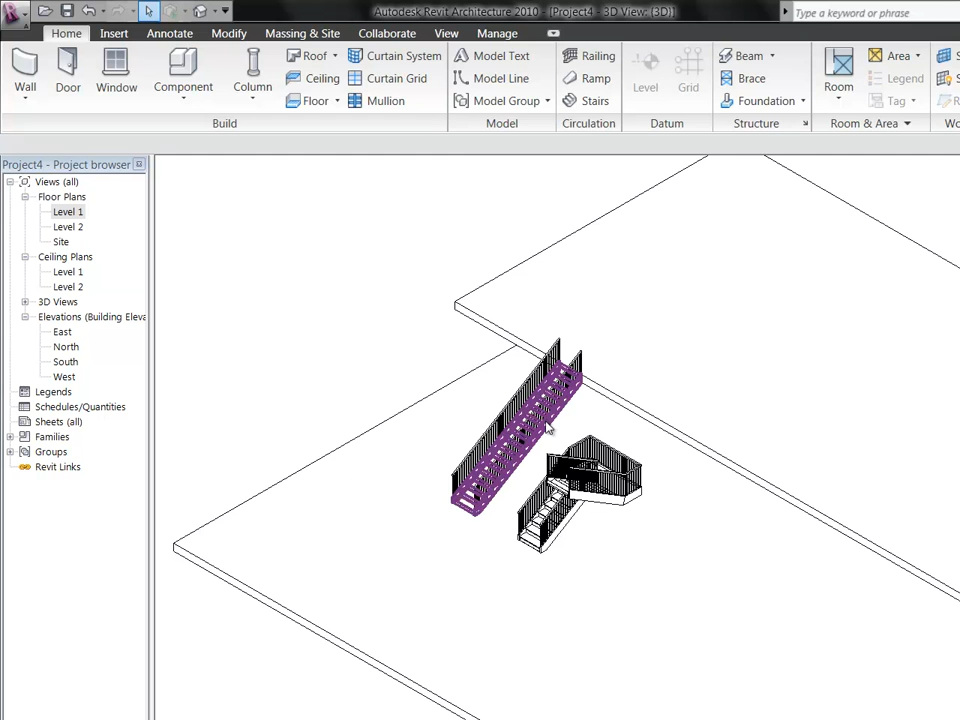 Autodesk Revit Architecture 2010 - [Project4 - 3D View: {3D}]
Type a keyword or phrase
Home Insert Annotate Modify Massing & Site Collaborate View Manage
Wall Door Window Component Column
Roof Curtain System
Ceiling Curtain Grid
Floor Mullion
Build
Model Text
Model Line
Model Group
Model
Railing
Ramp
Stairs
Circulation
Level Grid
Datum
Beam
Brace
Foundation
Structure
Room
Area
Legend
Tag
Room & Area
Project4 - Project browser
Views (all)
Floor Plans
Level 1
Level 2
Site
Ceiling Plans
Level 1
Level 2
3D Views
Elevations (Building Eleva
East
North
South
West
Legends
Schedules/Quantities
Sheets (all)
Families
Groups
Revit Links